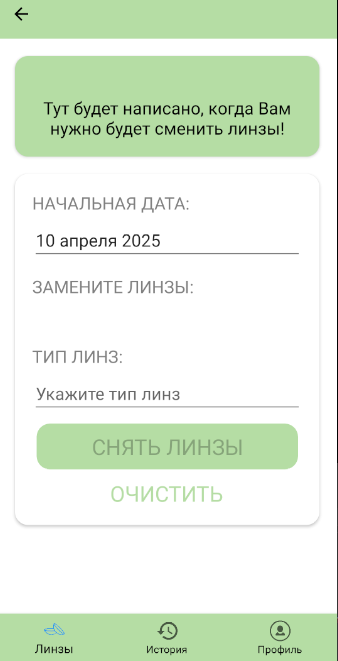 Тут будет написано, когда Вам
нужно будет сменить линзы!
НАЧАЛЬНАЯ ДАТА:
10 апреля 2025
ЗАМЕНИТЕ ЛИНЗЫ:
ТИП ЛИНЗ:
Укажите тип линз
СНЯТЬ ЛИНЗЫ
ОЧИСТИТЬ
Линзы
История
Профиль